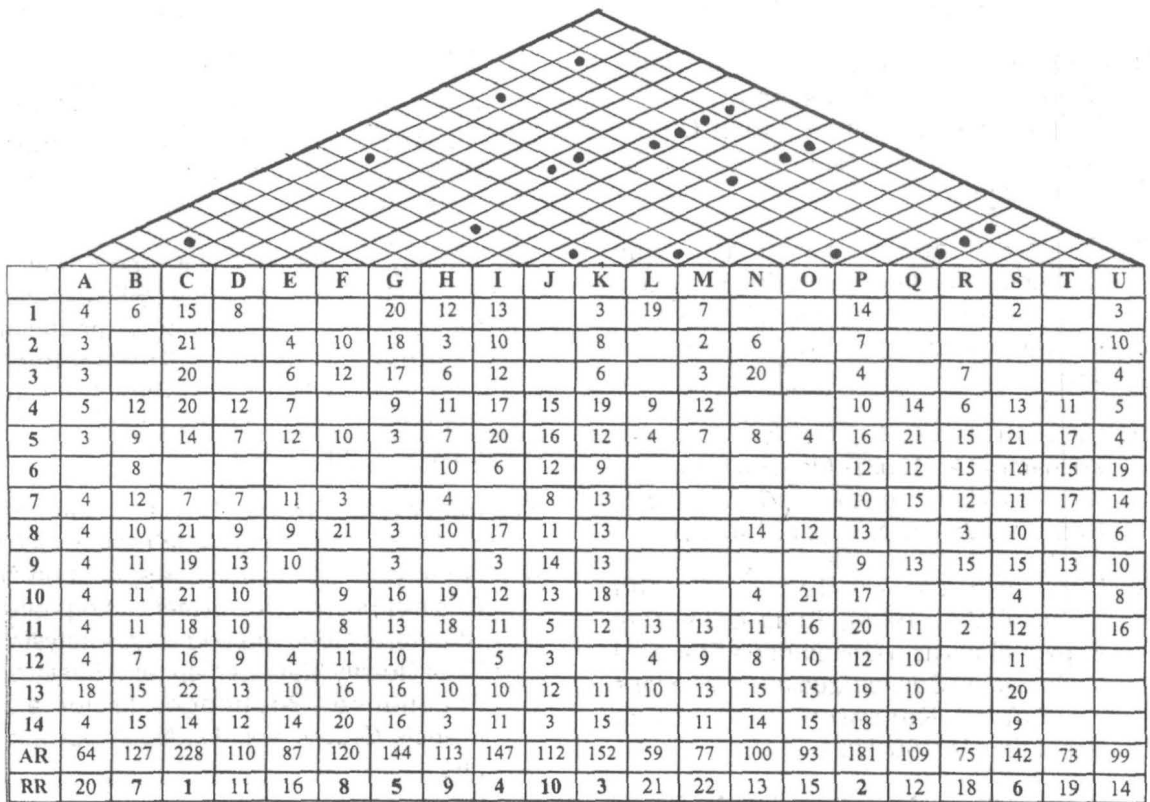 A B C D E F G H I J K L M N O P Q R S T U
1 4 6 15 8 20 12 13 3 19 7 14 2 3
2 3 21 4 10 18 3 10 8 2 6 7 10
3 3 20 6 12 17 6 12 6 3 20 4 7 4
4 5 12 20 12 7 9 11 17 15 19 9 12 10 14 6 13 11 5
5 3 9 14 7 12 10 3 7 20 16 12 4 7 8 4 16 21 15 21 17 4
6 8 10 6 12 9 12 12 15 14 15 19
7 4 12 7 7 11 3 4 8 13 10 15 12 11 17 14
8 4 10 21 9 9 21 3 10 17 11 13 14 12 13 3 10 6
9 4 11 19 13 10 3 3 14 13 9 13 15 15 13 10
10 4 11 21 10 9 16 19 12 13 18 4 21 17 4 8
11 4 11 18 10 8 13 18 11 5 12 13 13 11 16 20 11 2 12 16
12 4 7 16 9 4 11 10 5 3 4 9 8 10 12 10 11
13 18 15 22 13 10 16 16 10 10 12 11 10 13 15 15 19 10 20
14 4 15 14 12 14 20 16 3 11 3 15 11 14 15 18 3 9
AR 64 127 228 110 87 120 144 113 147 112 152 59 77 100 93 181 109 75 142 73 99
RR 20 7 1 11 16 8 5 9 4 10 3 21 22 13 15 2 12 18 6 19 14